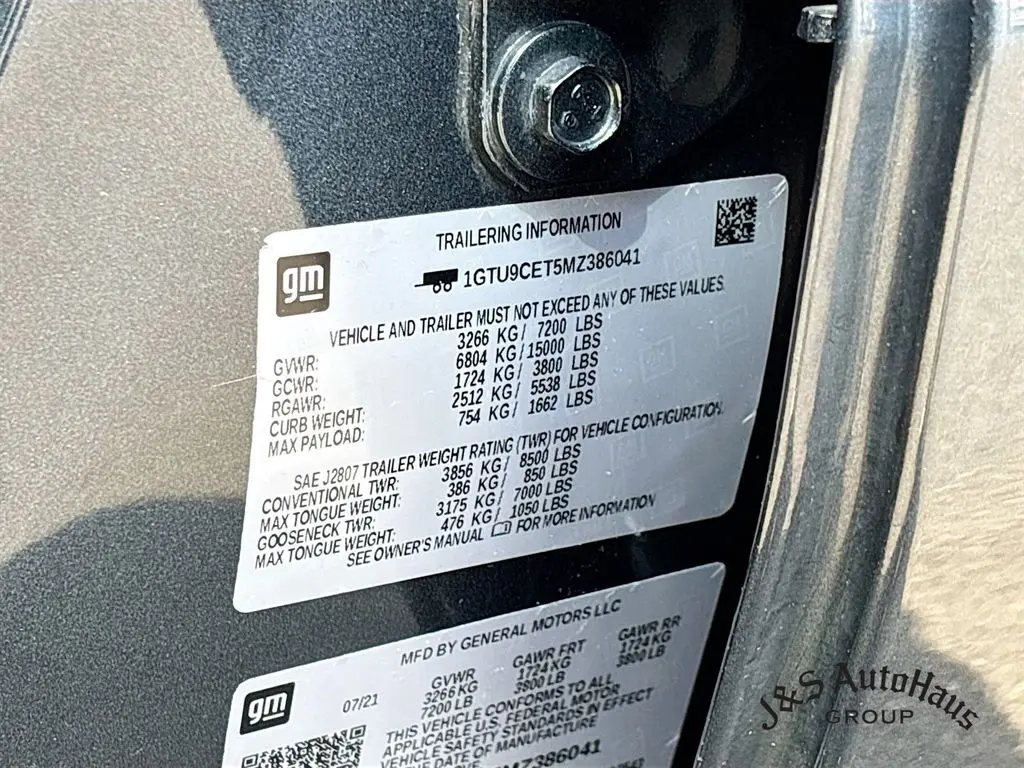 TRAILERING INFORMATION
gm
1GTU9CET5MZ386041
VEHICLE AND TRAILER MUST NOT EXCEED ANY OF THESE VALUES.
GVWR: 3266 KG/ 7200 LBS
GCWR: 6804 KG/15000 LBS
RGAWR: 1724 KG/ 3800 LBS
CURB WEIGHT: 2512 KG/ 5538 LBS
MAX PAYLOAD: 754 KG/ 1662 LBS
SAE J2807 TRAILER WEIGHT RATING (TWR) FOR VEHICLE CONFIGURATION.
CONVENTIONAL TWR: 3856 KG/ 8500 LBS
MAX TONGUE WEIGHT: 386 KG/ 850 LBS
GOOSENECK TWR: 3175 KG/ 7000 LBS
MAX TONGUE WEIGHT: 476 KG/ 1050 LBS
SEE OWNER'S MANUAL FOR MORE INFORMATION
MFD BY GENERAL MOTORS LLC
gm
07/21
GVWR GAWR FRT GAWR RR
3266KG 1724KG 1724KG
7200 LB 3800 LB 3800 LB
THIS VEHICLE CONFORMS TO ALL
APPLICABLE U.S. FEDERAL MOTOR
VEHICLE SAFETY STANDARDS IN EFFECT
THE DATE OF MANUFACTURE
MZ386041
J&S AutoHaus
GROUP